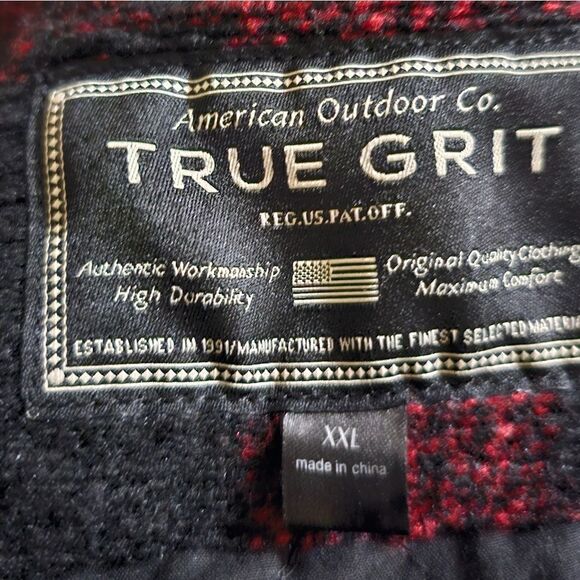 American Outdoor Co.
TRUE GRIT
REG.US.PAT.OFF.
Authentic Workmanship
High Durability
Original Quality Clothing
Maximum Comfort
ESTABLISHED IN 1991/MANUFACTURED WITH THE FINEST SELECTED
XXL
made in china